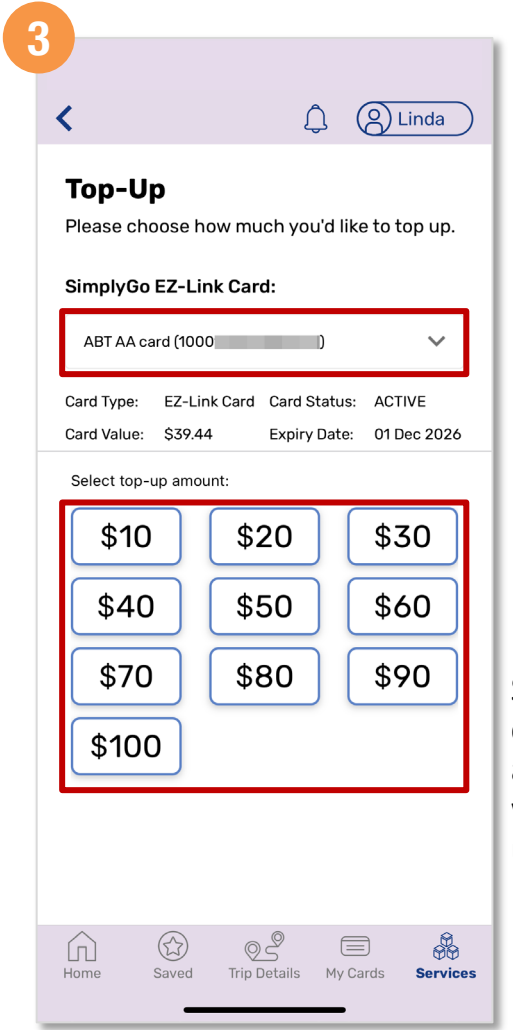 3
Linda
Top-Up
Please choose how much you'd like to top up.
SimplyGo EZ-Link Card:
ABT AA card (1000 )
Card Type: EZ-Link Card Card Status: ACTIVE
Card Value: $39.44 Expiry Date: 01 Dec 2026
Select top-up amount:
$10 $20 $30
$40 $50 $60
$70 $80 $90
$100
Home Saved Trip Details My Cards Services